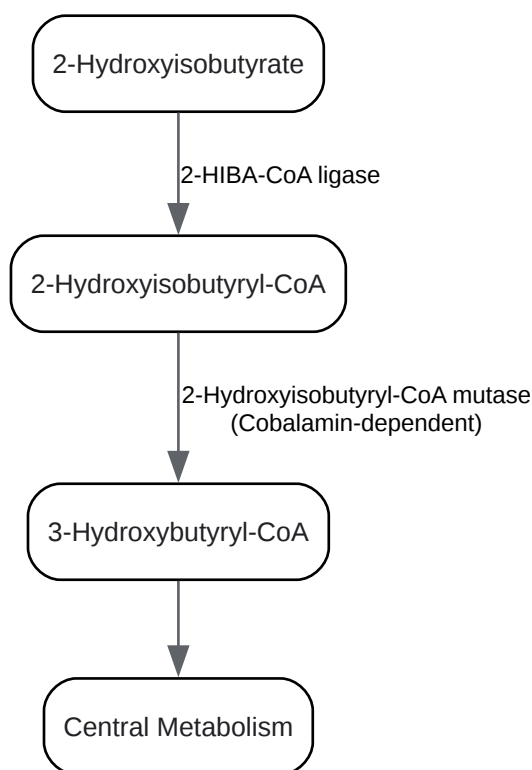 2-Hydroxyisobutyrate
2-HIBA-CoA ligase
2-Hydroxyisobutyryl-CoA
2-Hydroxyisobutyryl-CoA mutase
(Cobalamin-dependent)
3-Hydroxybutyryl-CoA
Central Metabolism